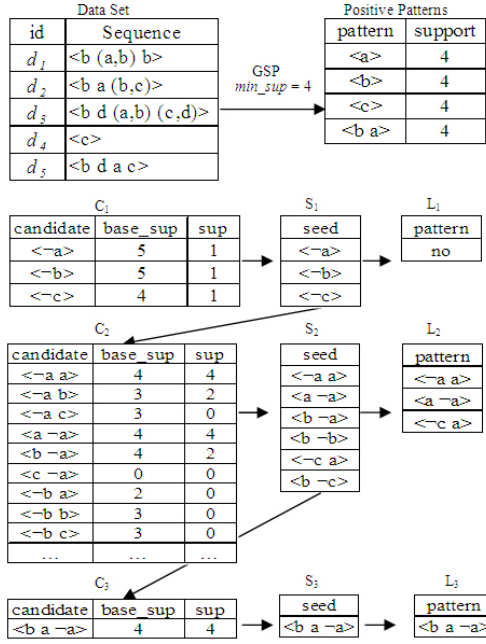 Data Set Positive Patterns
id Sequence pattern support
d1 <b (a,b) b> <a> 4
d2 <b a (b,c)> GSP <b> 4
d3 <b d (a,b) (c,d)> min_sup = 4 <c> 4
d4 <c> <b a> 4
d5 <b d a c>
C1 S1 L1
candidate base_sup sup seed pattern
<¬a> 5 1 <¬a> no
<¬b> 5 1 <¬b>
<¬c> 4 1 <¬c>
C2 S2 L2
candidate base_sup sup seed pattern
<¬a a> 4 4 <¬a a> <¬a a>
<¬a b> 3 2 <a ¬a> <a ¬a>
<¬a c> 3 0 <b ¬a> <¬c a>
<a ¬a> 4 4 <b ¬b>
<b ¬a> 4 2 <¬c a>
<c ¬a> 0 0 <b ¬c>
<¬b a> 2 0
<¬b b> 3 0
<¬b c> 3 0
... ... ...
C3 S3 L3
candidate base_sup sup seed pattern
<b a ¬a> 4 4 <b a ¬a> <b a ¬a>